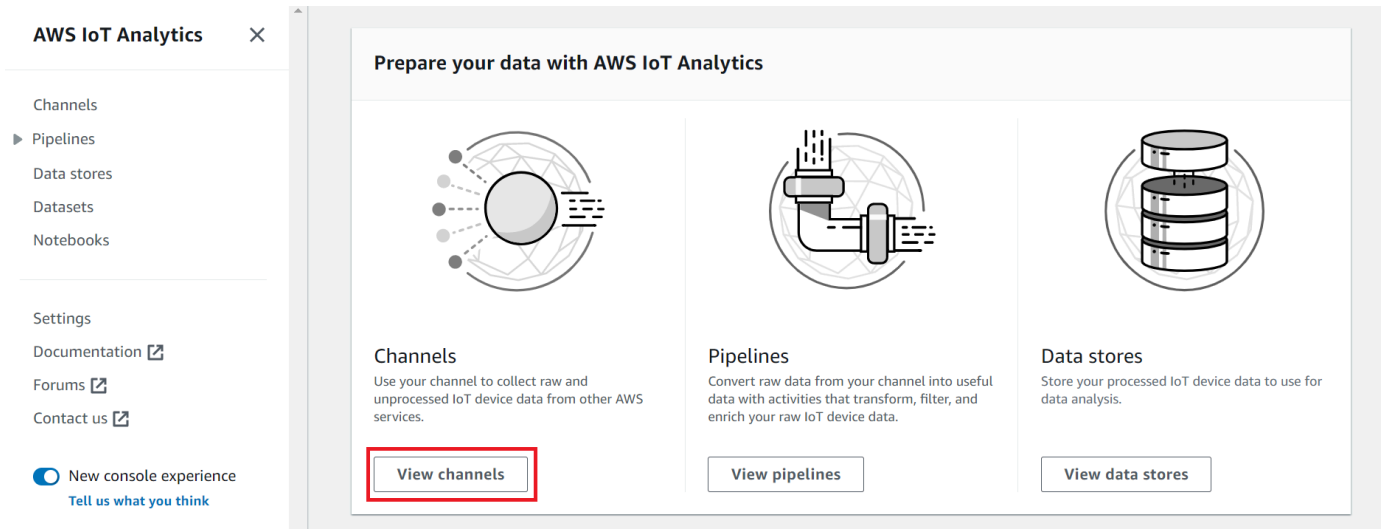 AWS IoT Analytics
Channels
Pipelines
Data stores
Datasets
Notebooks
Settings
Documentation
Forums
Contact us
New console experience
Tell us what you think
Prepare your data with AWS IoT Analytics
Channels
Use your channel to collect raw and
unprocessed IoT device data from other AWS
services.
View channels
Pipelines
Convert raw data from your channel into useful
data with activities that transform, filter, and
enrich your raw IoT device data.
View pipelines
Data stores
Store your processed IoT device data to use for
data analysis.
View data stores